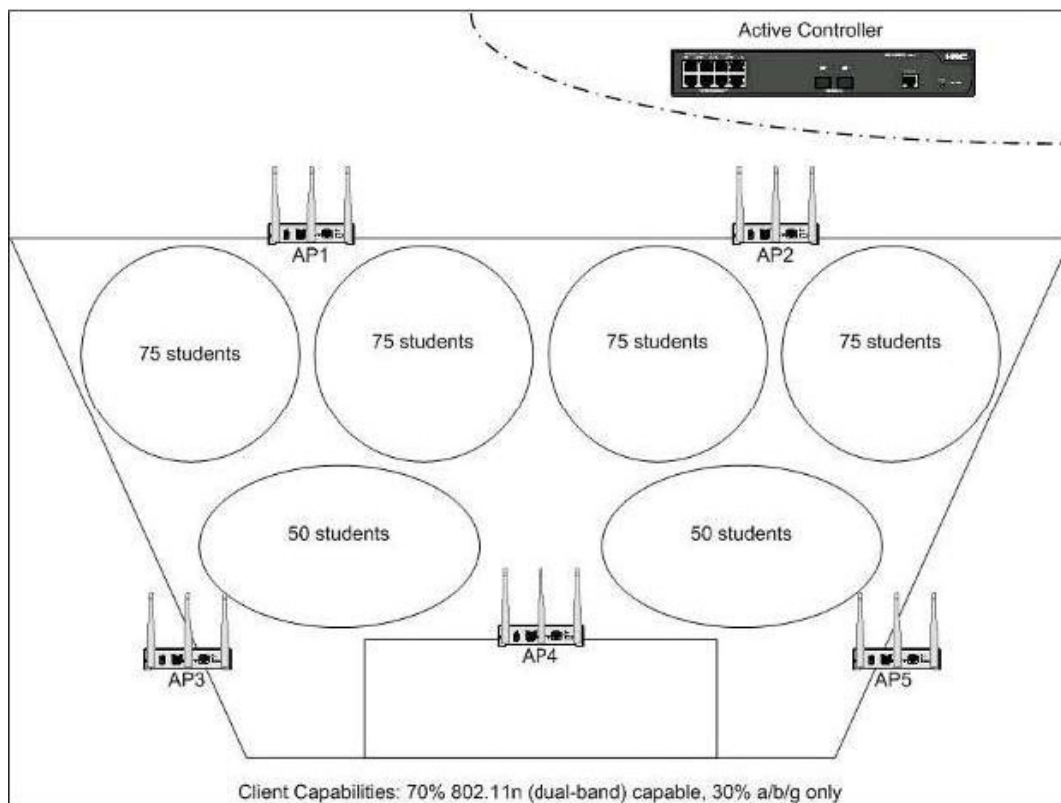 Active Controller
H3C
AP1
AP2
75 students
75 students
75 students
75 students
50 students
50 students
AP3
AP4
AP5
Client Capabilities: 70% 802.11n (dual-band) capable, 30% a/b/g only